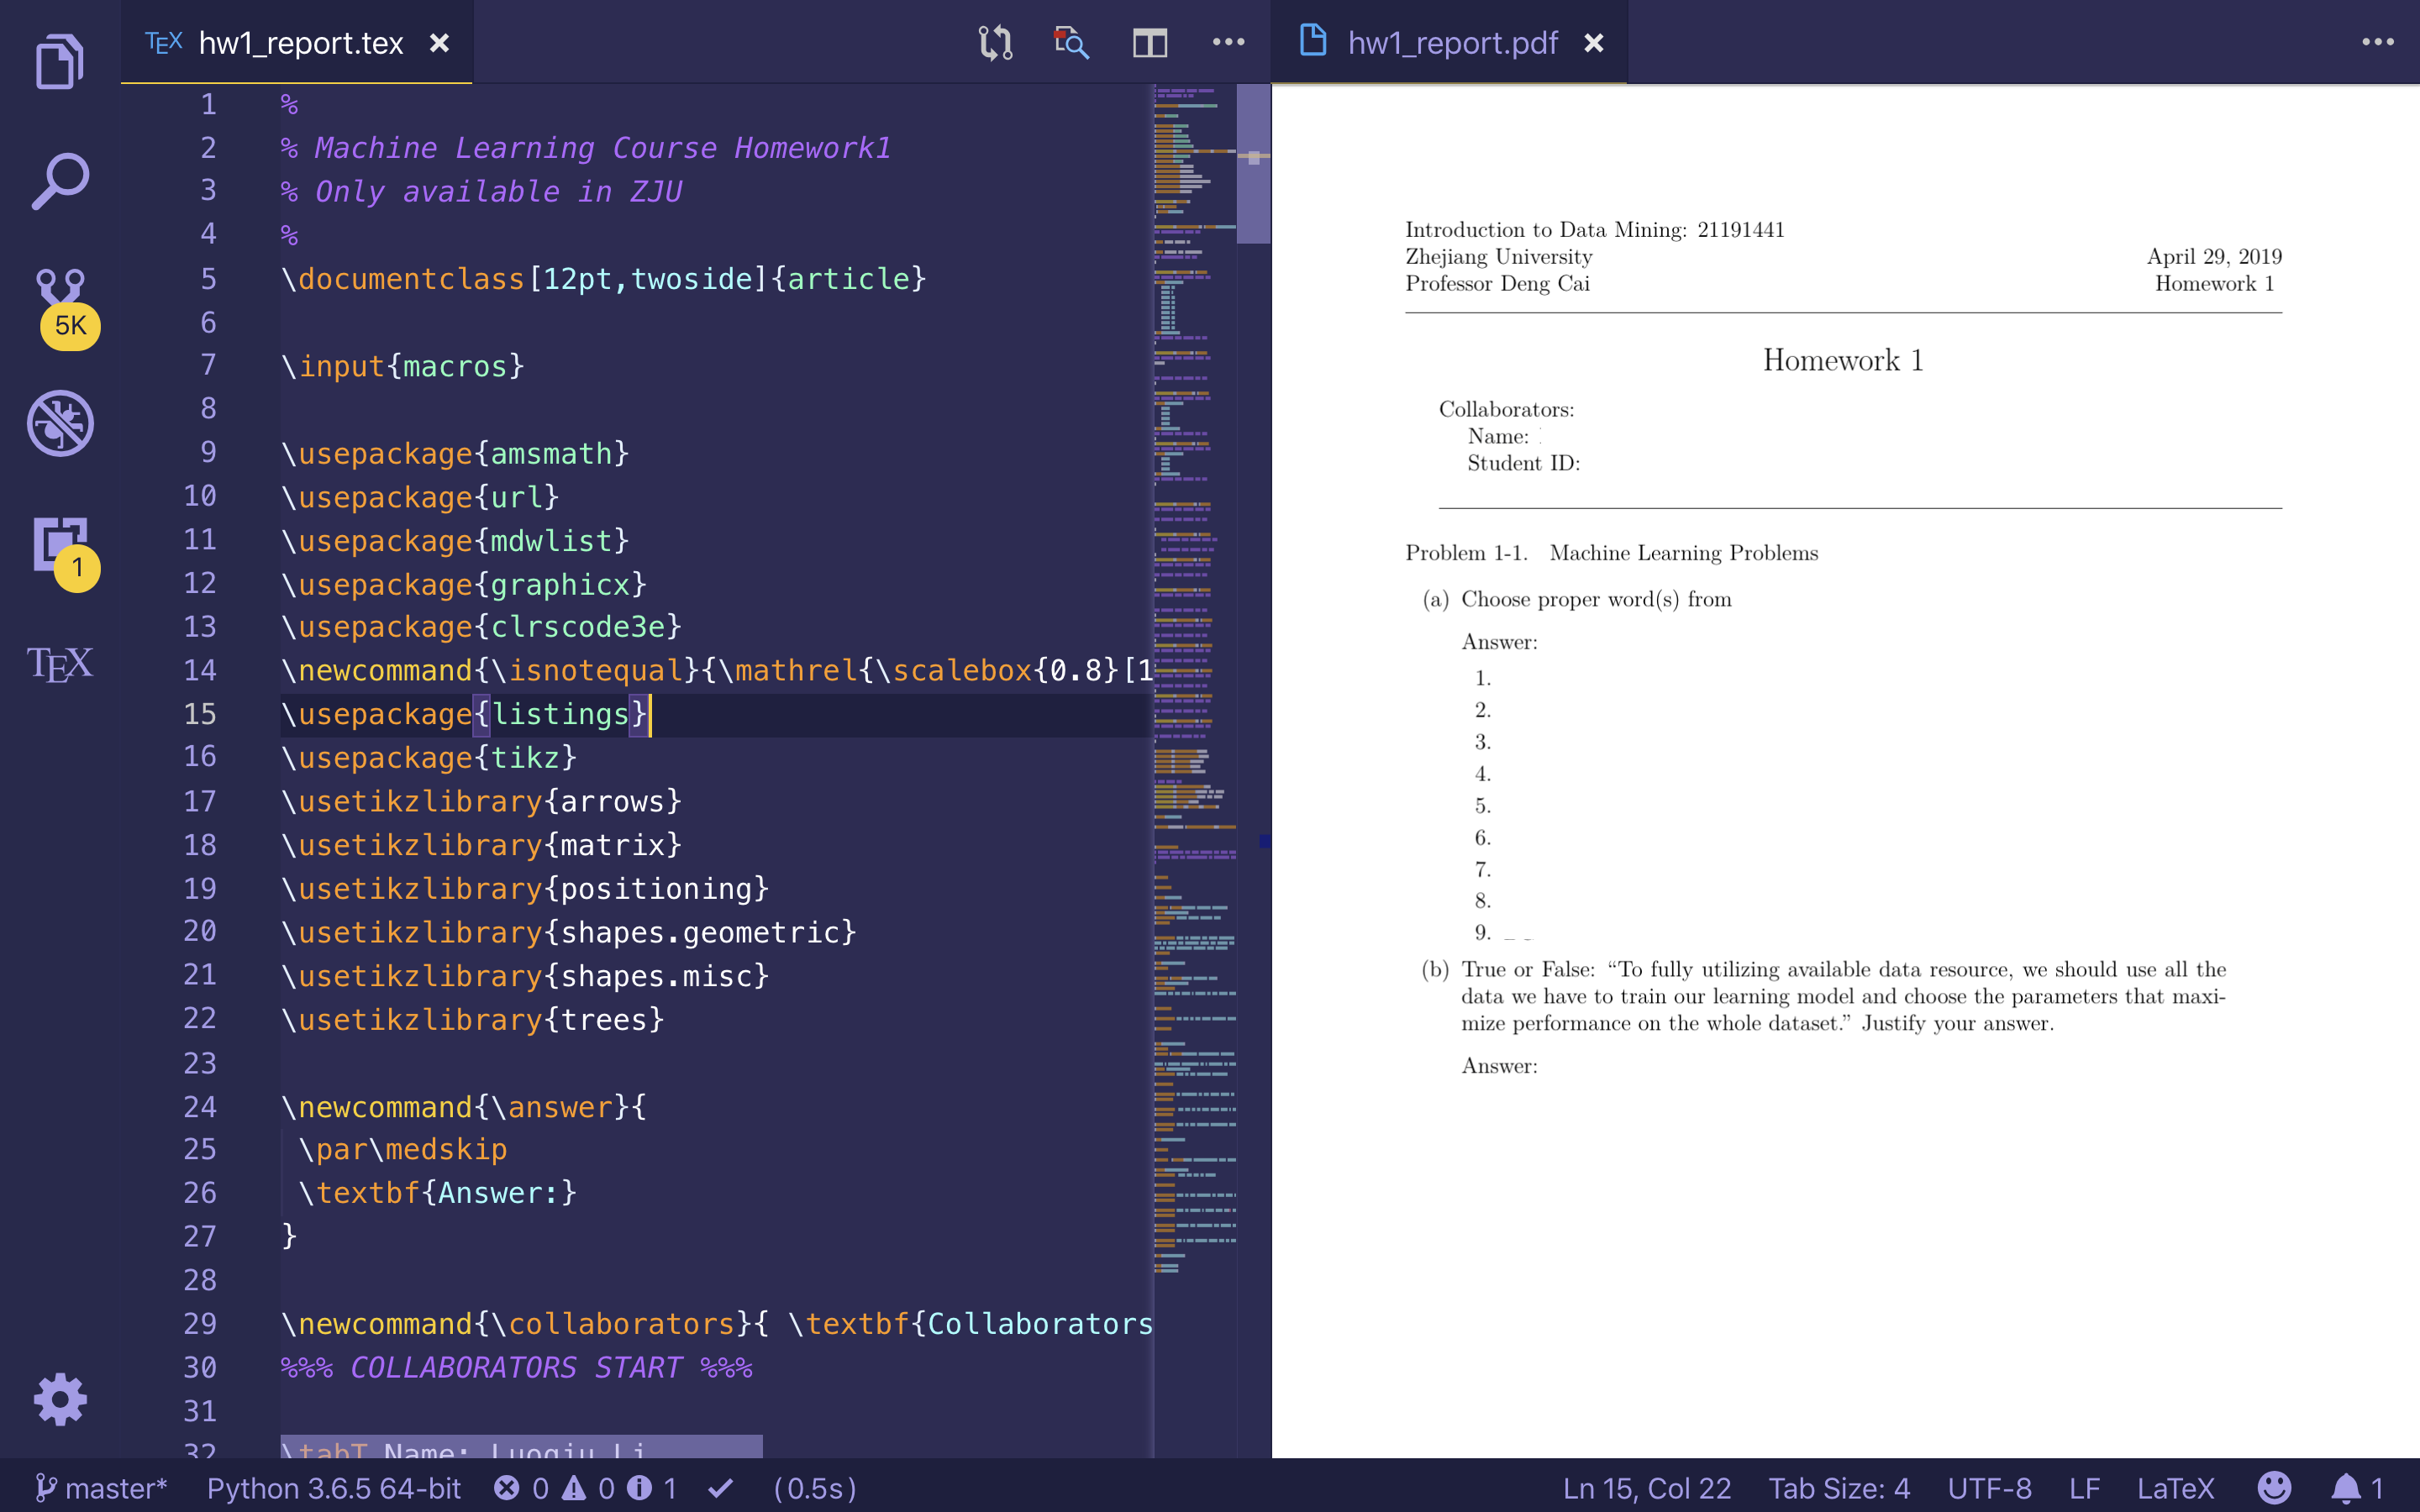 TEX hw1_report.tex
hw1_report.pdf
5K
1
TEX
1 %
2 % Machine Learning Course Homework1
3 % Only available in ZJU
4 %
5 \documentclass[12pt,twoside]{article}
6
7 \input{macros}
8
9 \usepackage{amsmath}
10 \usepackage{url}
11 \usepackage{mdwlist}
12 \usepackage{graphicx}
13 \usepackage{clrscode3e}
14 \newcommand{\isnotequal}{\mathrel{\scalebox{0.8}[1
15 \usepackage{listings}
16 \usepackage{tikz}
17 \usetikzlibrary{arrows}
18 \usetikzlibrary{matrix}
19 \usetikzlibrary{positioning}
20 \usetikzlibrary{shapes.geometric}
21 \usetikzlibrary{shapes.misc}
22 \usetikzlibrary{trees}
23
24 \newcommand{\answer}{
25 \par\medskip
26 \textbf{Answer:}
27 }
28
29 \newcommand{\collaborators}{ \textbf{Collaborators
30 %%% COLLABORATORS START %%%
31
32 \tabT Name: Luoqiu Li
Introduction to Data Mining: 21191441
Zhejiang University April 29, 2019
Professor Deng Cai Homework 1
Homework 1
Collaborators:
Name:
Student ID:
Problem 1-1. Machine Learning Problems
(a) Choose proper word(s) from
Answer:
1.
2.
3.
4.
5.
6.
7.
8.
9.
(b) True or False: “To fully utilizing available data resource, we should use all the
data we have to train our learning model and choose the parameters that maxi-
mize performance on the whole dataset.” Justify your answer.
Answer:
master* Python 3.6.5 64-bit 0 0 1 (0.5s) Ln 15, Col 22 Tab Size: 4 UTF-8 LF LaTeX 1